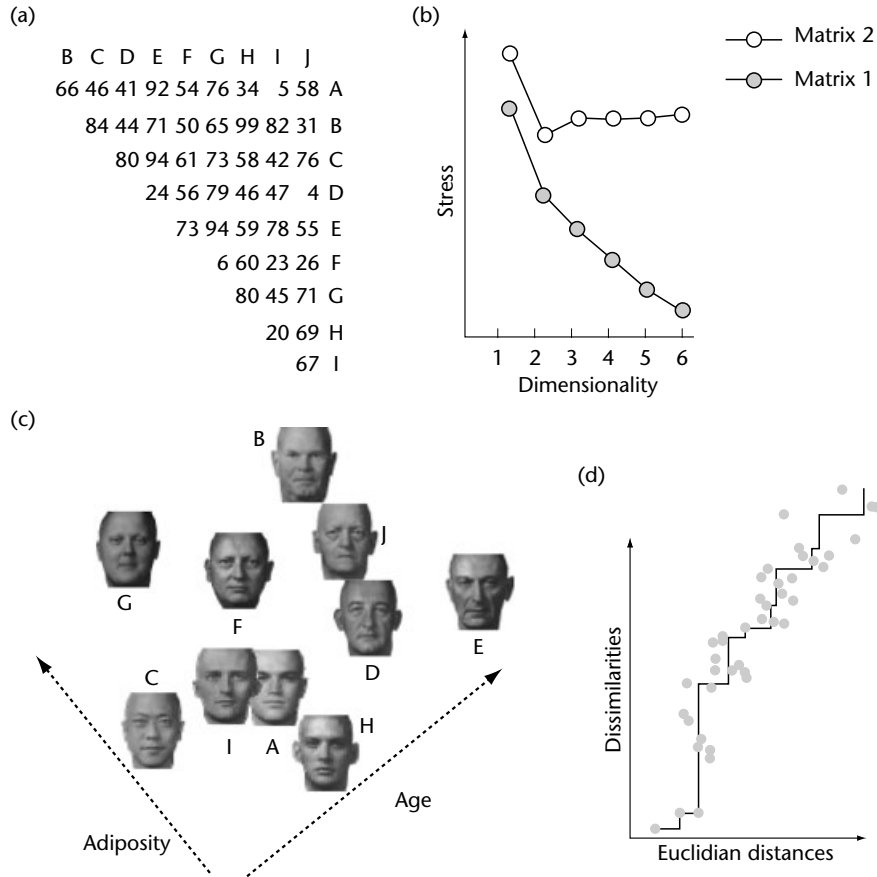 (a)
B C D E F G H I J
66 46 41 92 54 76 34 5 58 A
84 44 71 50 65 99 82 31 B
80 94 61 73 58 42 76 C
24 56 79 46 47 4 D
73 94 59 78 55 E
6 60 23 26 F
80 45 71 G
20 69 H
67 I
(b)
Matrix 2
Matrix 1
Stress
1 2 3 4 5 6
Dimensionality
(c)
B
J
G
F
E
D
C
I
A
H
Adiposity
Age
(d)
Dissimilarities
Euclidian distances